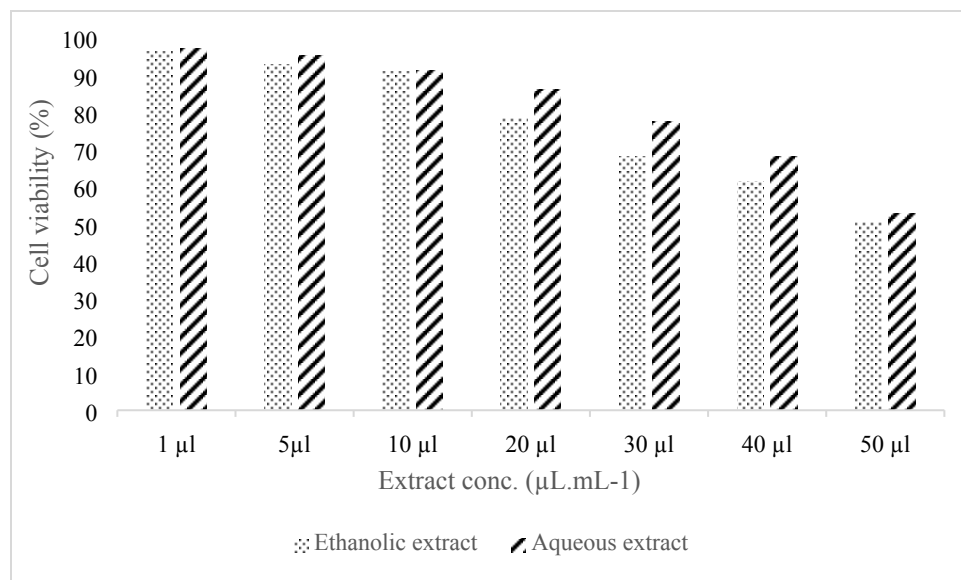 100
90
80
70
60
50
40
30
20
10
0
Cell viability (%)
1 µl 5µl 10 µl 20 µl 30 µl 40 µl 50 µl
Extract conc. (µL.mL-1)
Ethanolic extract Aqueous extract